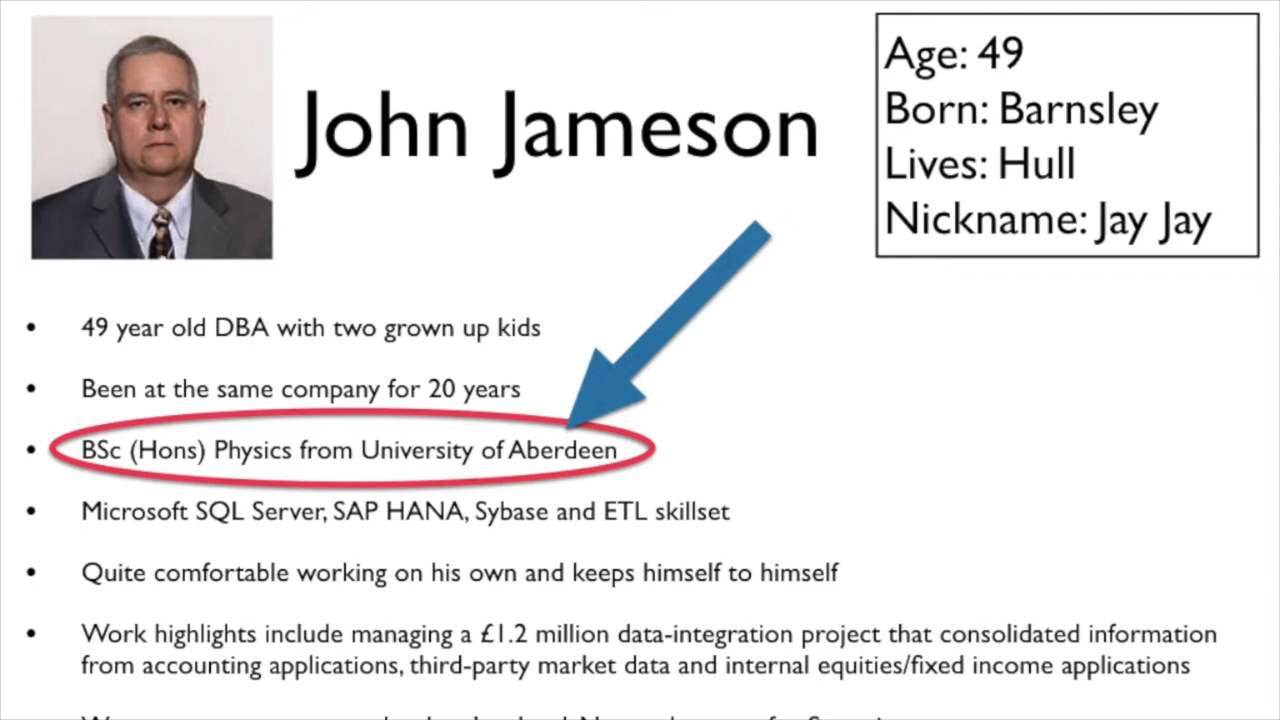 John Jameson
Age: 49
Born: Barnsley
Lives: Hull
Nickname: Jay Jay
• 49 year old DBA with two grown up kids
• Been at the same company for 20 years
• BSc (Hons) Physics from University of Aberdeen
• Microsoft SQL Server, SAP HANA, Sybase and ETL skillset
• Quite comfortable working on his own and keeps himself to himself
• Work highlights include managing a £1.2 million data-integration project that consolidated information
from accounting applications, third-party market data and internal equities/fixed income applications